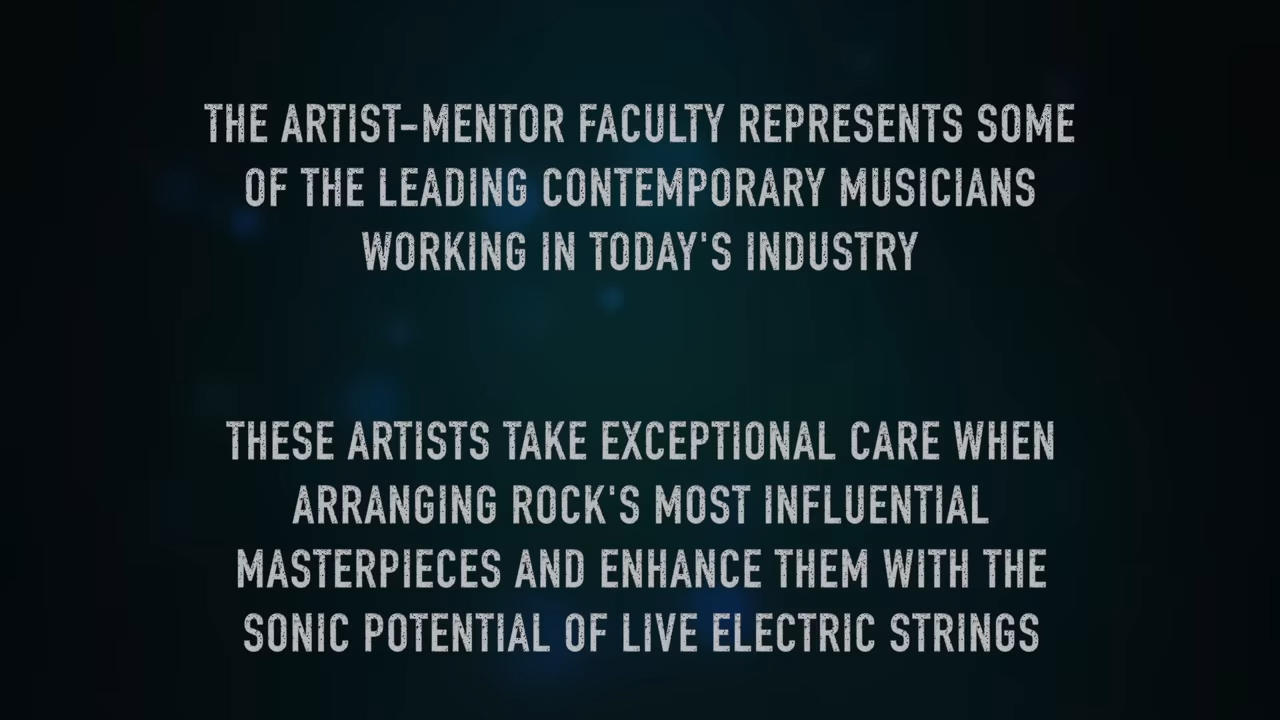 THE ARTIST-MENTOR FACULTY REPRESENTS SOME
OF THE LEADING CONTEMPORARY MUSICIANS
WORKING IN TODAY'S INDUSTRY
THESE ARTISTS TAKE EXCEPTIONAL CARE WHEN
ARRANGING ROCK'S MOST INFLUENTIAL
MASTERPIECES AND ENHANCE THEM WITH THE
SONIC POTENTIAL OF LIVE ELECTRIC STRINGS